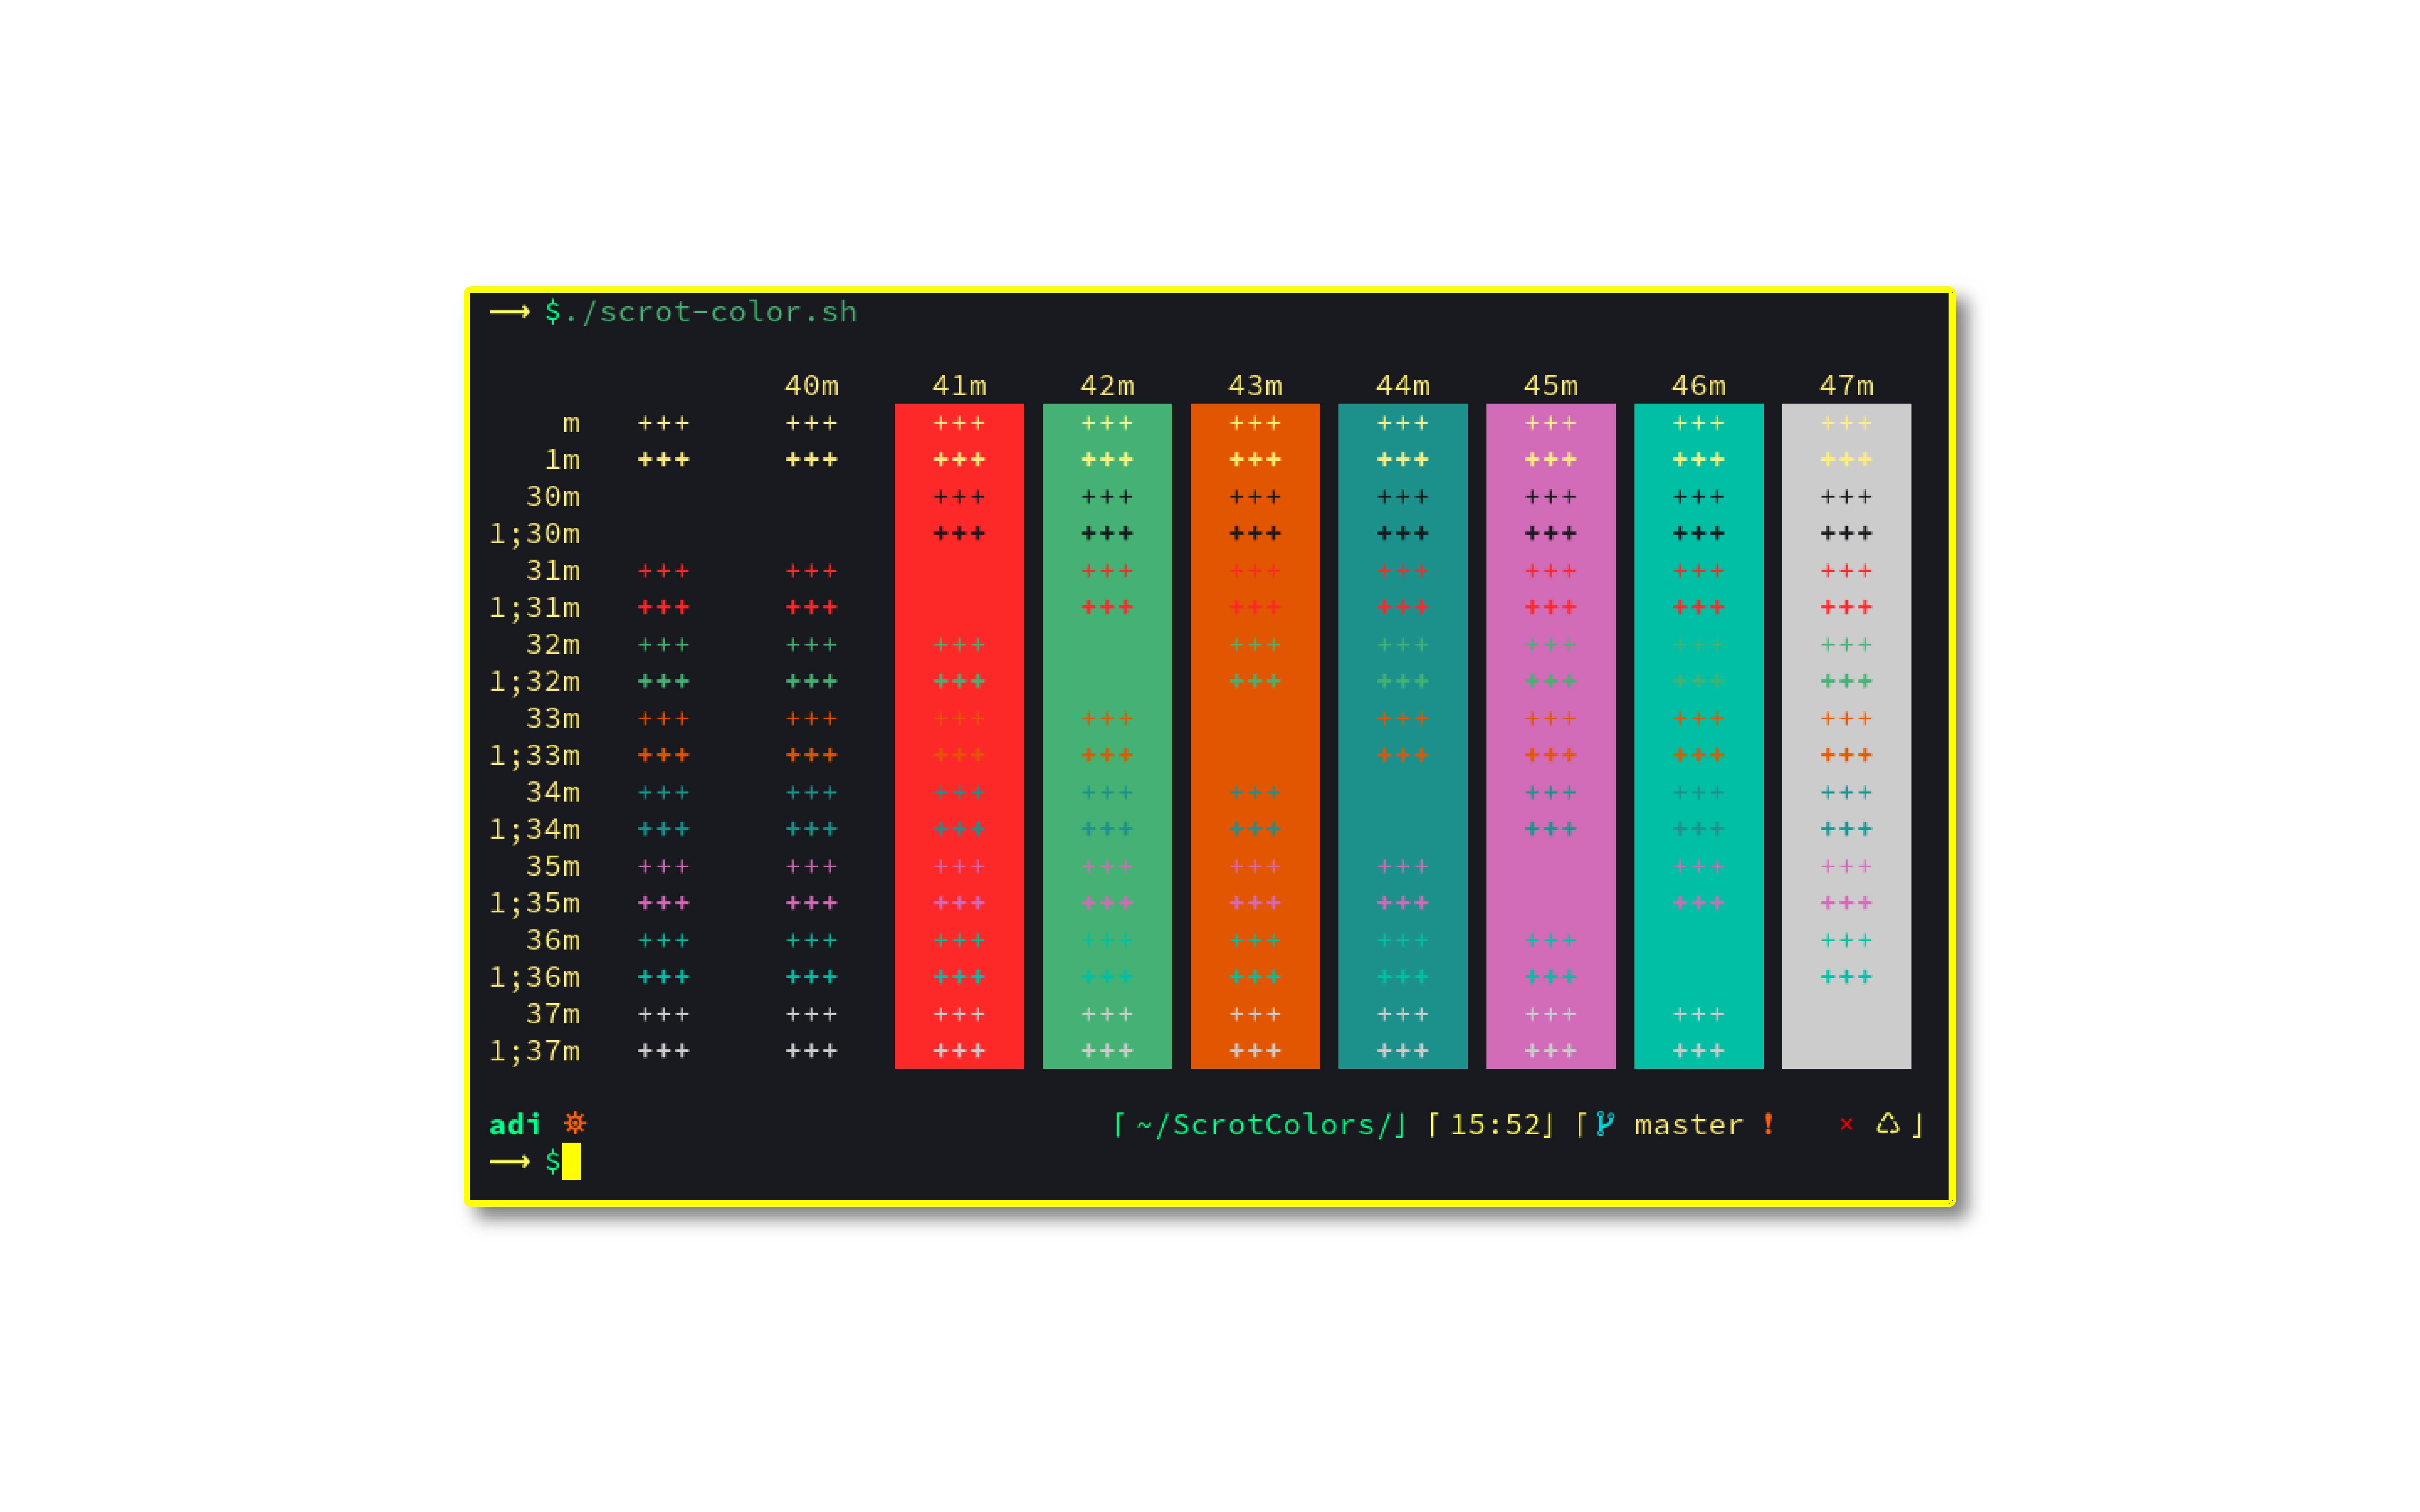 ⟶ $./scrot-color.sh
40m 41m 42m 43m 44m 45m 46m 47m
m +++ +++ +++ +++ +++ +++ +++ +++ +++
1m +++ +++ +++ +++ +++ +++ +++ +++ +++
30m +++ +++ +++ +++ +++ +++ +++
1;30m +++ +++ +++ +++ +++ +++ +++
31m +++ +++ +++ +++ +++ +++ +++ +++
1;31m +++ +++ +++ +++ +++ +++ +++ +++
32m +++ +++ +++ +++ +++ +++ +++ +++
1;32m +++ +++ +++ +++ +++ +++ +++ +++
33m +++ +++ +++ +++ +++ +++ +++ +++
1;33m +++ +++ +++ +++ +++ +++ +++ +++
34m +++ +++ +++ +++ +++ +++ +++ +++
1;34m +++ +++ +++ +++ +++ +++ +++ +++
35m +++ +++ +++ +++ +++ +++ +++ +++
1;35m +++ +++ +++ +++ +++ +++ +++ +++
36m +++ +++ +++ +++ +++ +++ +++ +++
1;36m +++ +++ +++ +++ +++ +++ +++ +++
37m +++ +++ +++ +++ +++ +++ +++ +++
1;37m +++ +++ +++ +++ +++ +++ +++ +++
adi ⛯ ⌈~/ScrotColors/⌋ ⌈15:52⌋ ⌈ master ! × ♺ ⌋
⟶ $